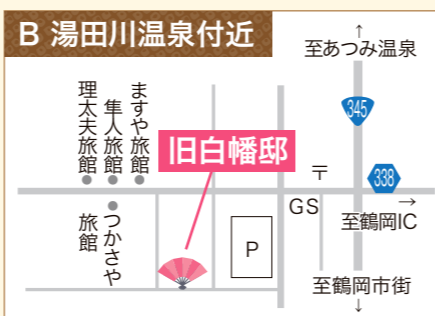 B 湯田川温泉付近
↑
至あつみ温泉
345
338
→
至鶴岡IC
理太夫旅館
隼人旅館
ますや旅館
旧白幡邸
〒
GS
つかさや
旅館
P
至鶴岡市街
↓